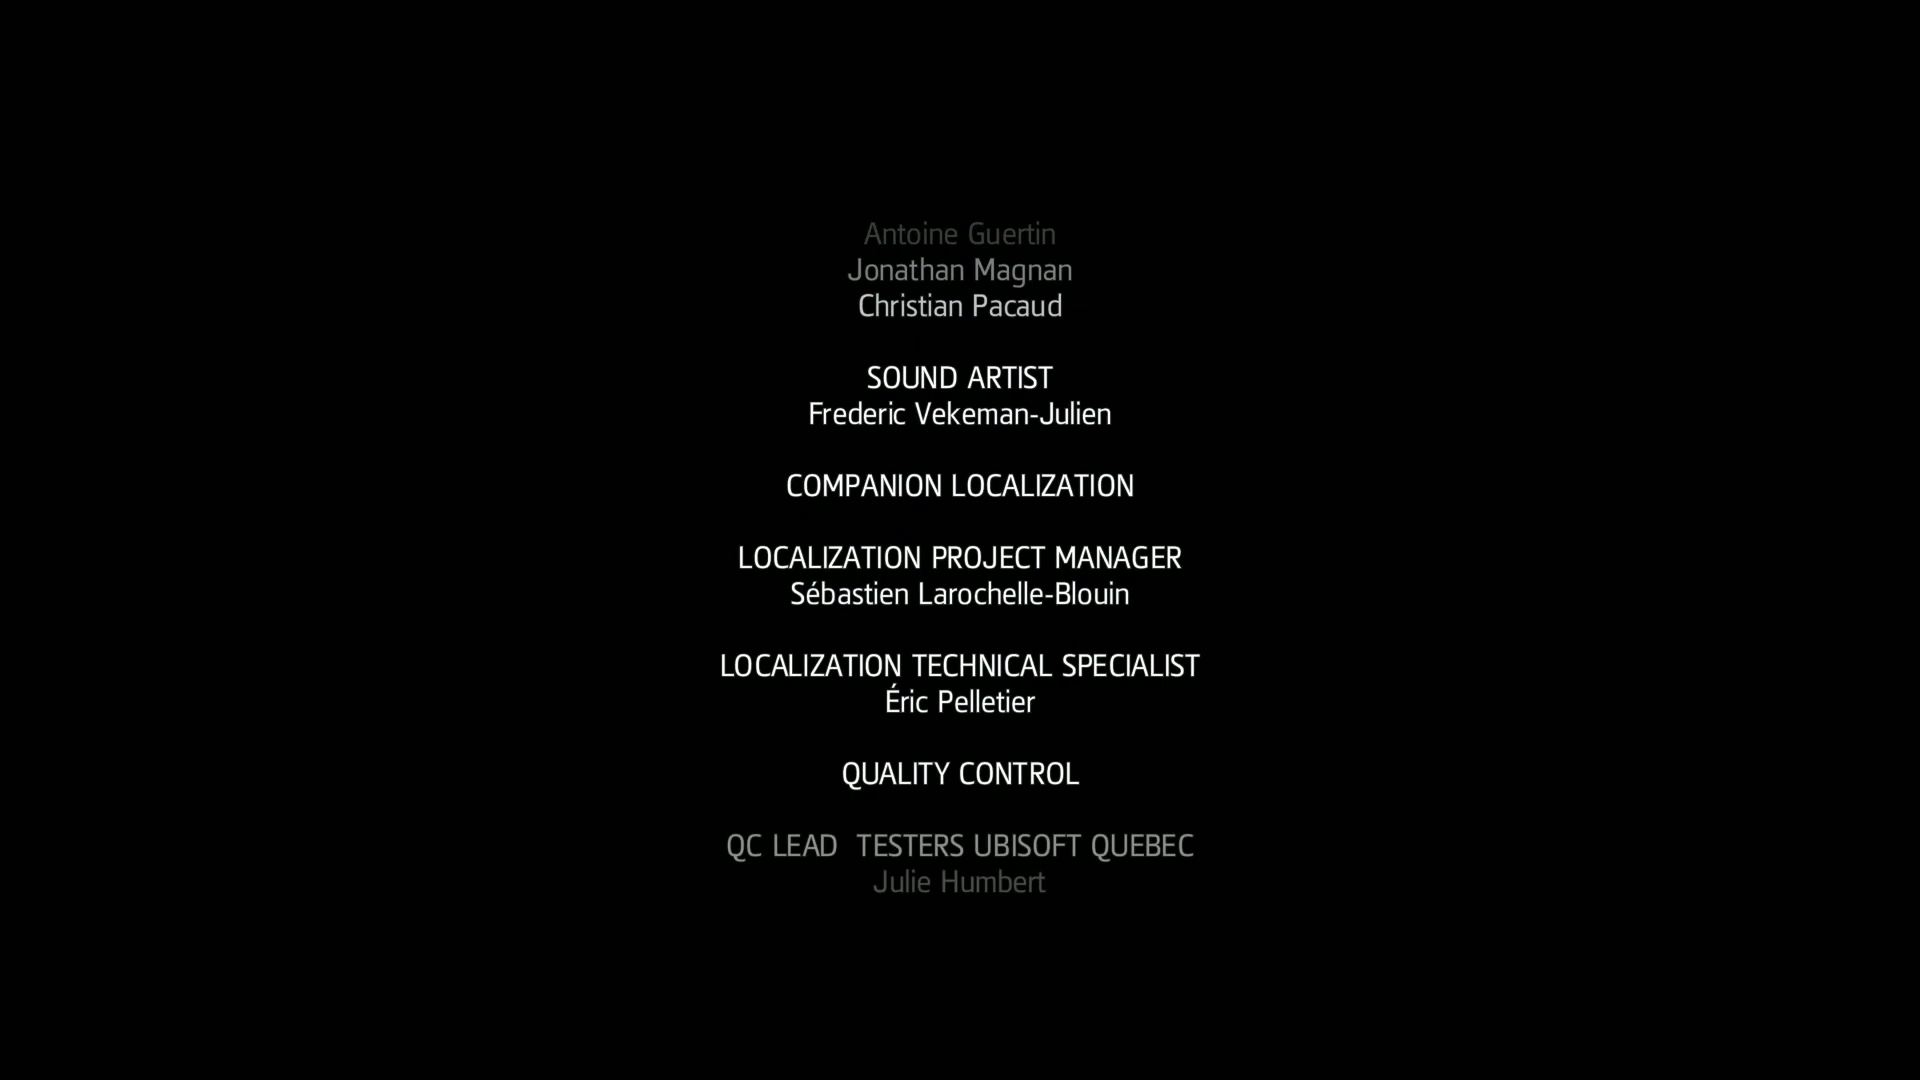 Antoine Guertin
Jonathan Magnan
Christian Pacaud
SOUND ARTIST
Frederic Vekeman-Julien
COMPANION LOCALIZATION
LOCALIZATION PROJECT MANAGER
Sébastien Larochelle-Blouin
LOCALIZATION TECHNICAL SPECIALIST
Éric Pelletier
QUALITY CONTROL
QC LEAD  TESTERS UBISOFT QUEBEC
Julie Humbert